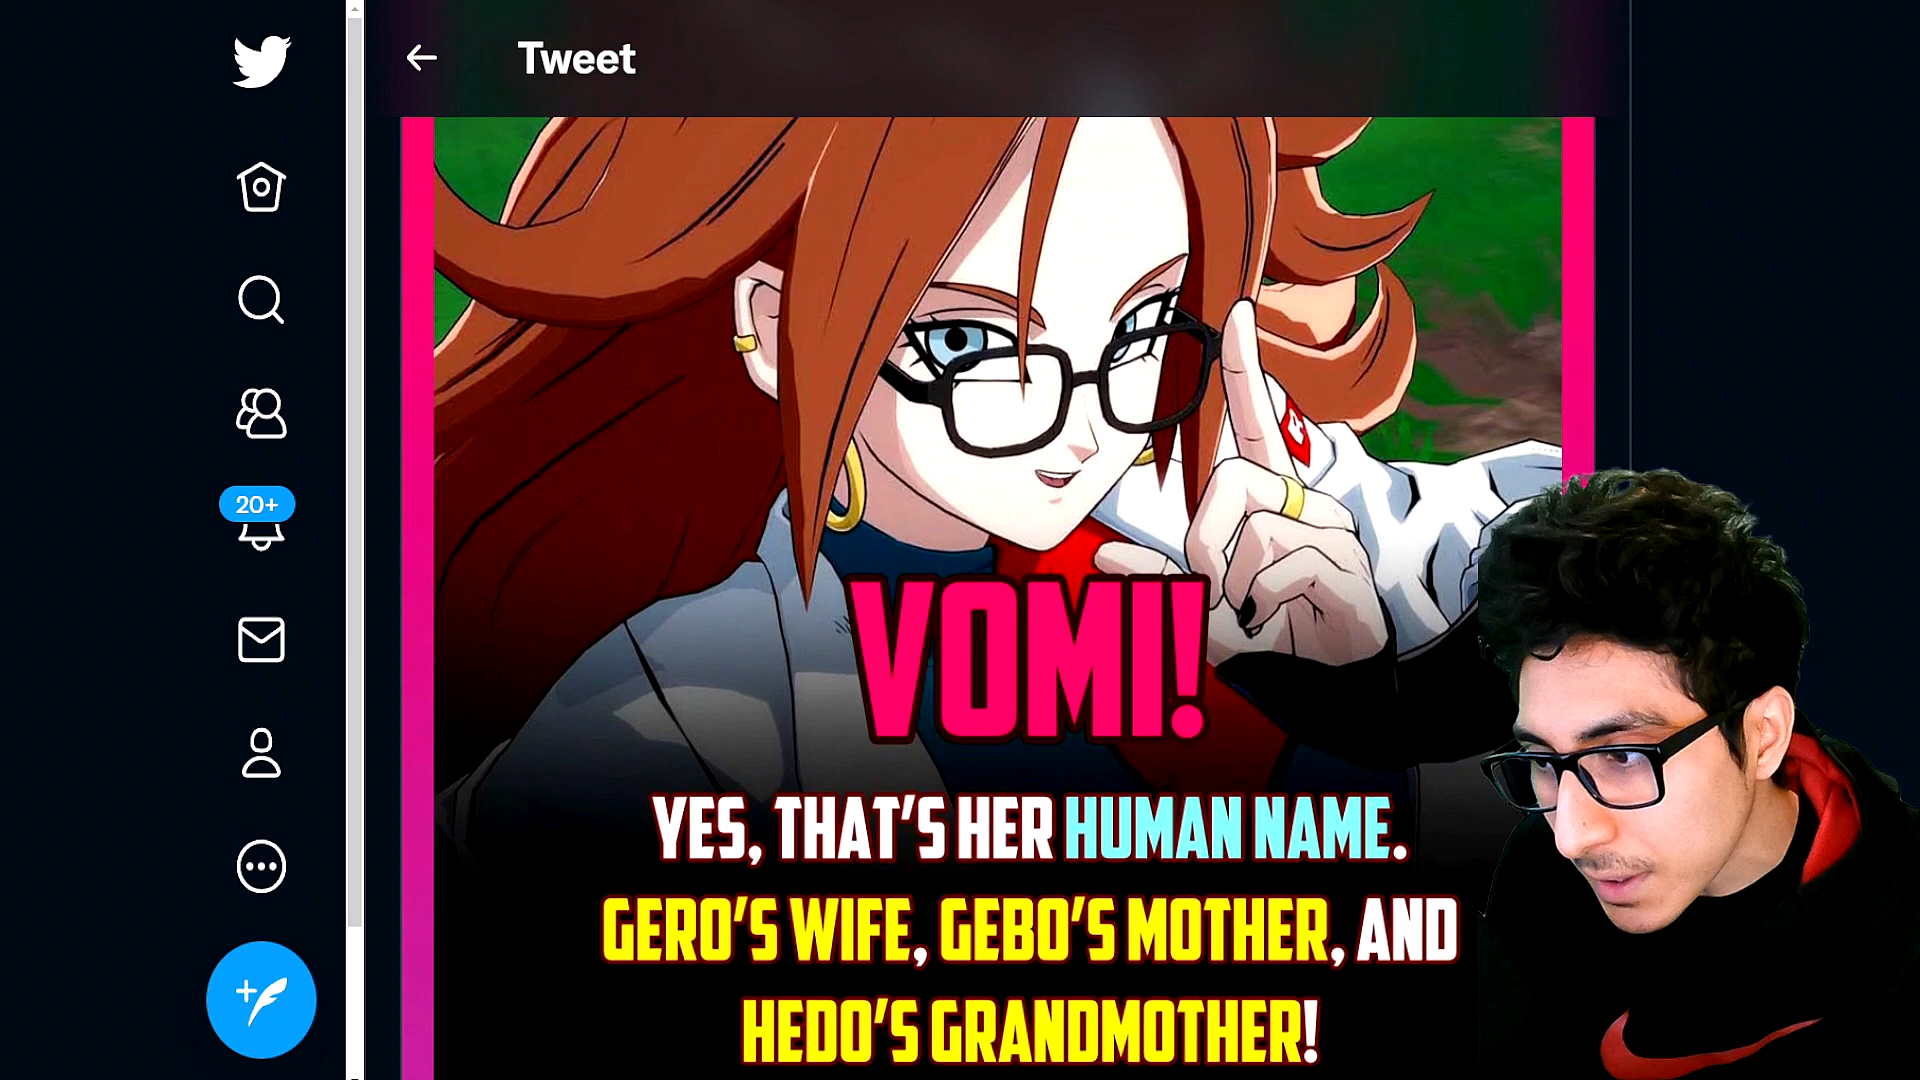 Tweet
20+
VOMI!
YES, THAT'S HER HUMAN NAME.
GERO'S WIFE, GEBO'S MOTHER, AND
HEDO'S GRANDMOTHER!